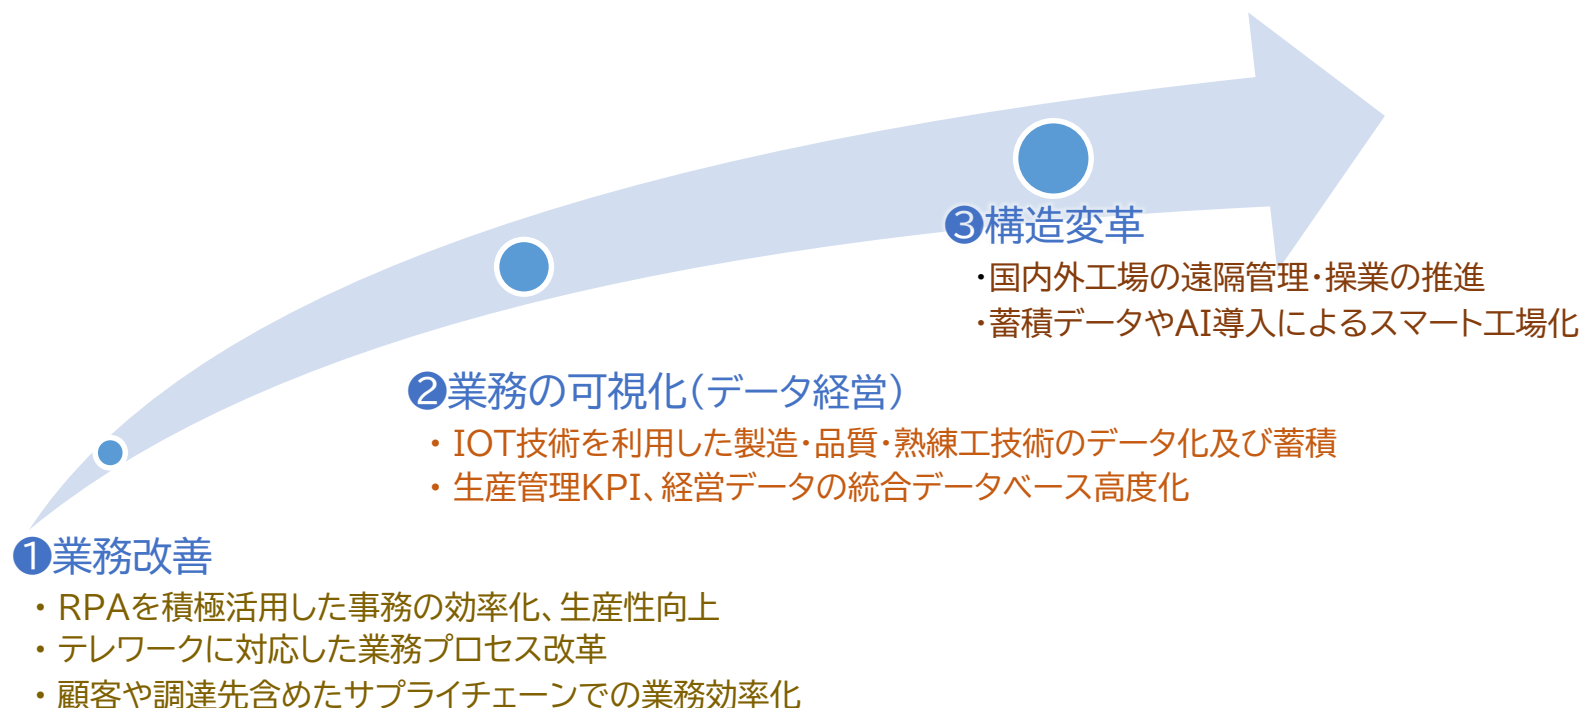 ❸構造変革
・国内外工場の遠隔管理・操業の推進
・蓄積データやAI導入によるスマート工場化
❷業務の可視化(データ経営)
・IOT技術を利用した製造・品質・熟練工技術のデータ化及び蓄積
・生産管理KPI、経営データの統合データベース高度化
❶業務改善
・RPAを積極活用した事務の効率化、生産性向上
・テレワークに対応した業務プロセス改革
・顧客や調達先含めたサプライチェーンでの業務効率化